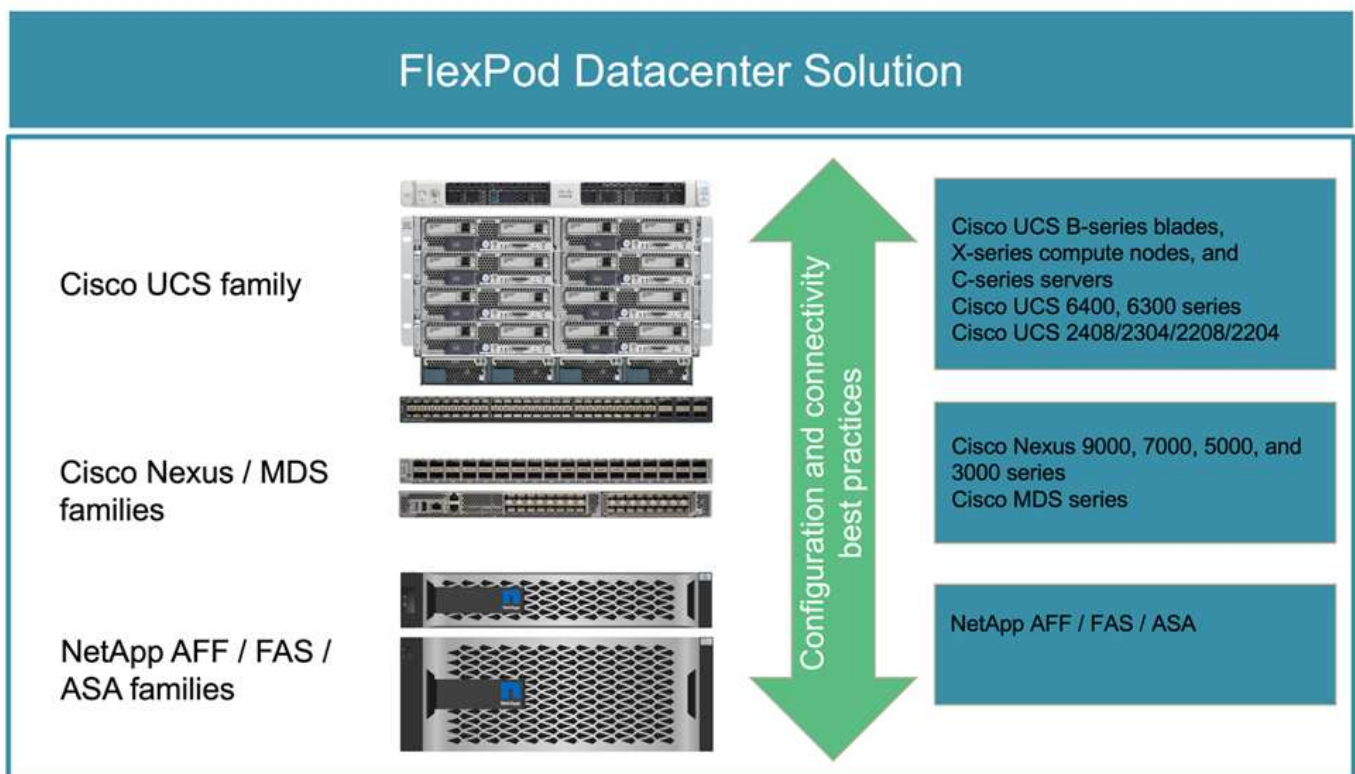 FlexPod Datacenter Solution
Cisco UCS family
Cisco Nexus / MDS
families
NetApp AFF / FAS /
ASA families
Configuration and connectivity
best practices
Cisco UCS B-series blades,
X-series compute nodes, and
C-series servers
Cisco UCS 6400, 6300 series
Cisco UCS 2408/2304/2208/2204
Cisco Nexus 9000, 7000, 5000, and
3000 series
Cisco MDS series
NetApp AFF / FAS / ASA
NetApp
NetApp